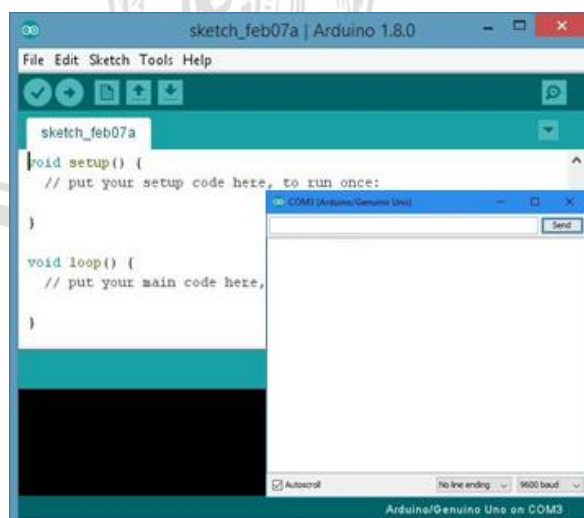 sketch_feb07a | Arduino 1.8.0
File Edit Sketch Tools Help
sketch_feb07a
void setup() {
// put your setup code here, to run once:
}
void loop() {
// put your main code here,
}
COM3 (Arduino/Genuino Uno)
Send
Autoscroll
No line ending
9600 baud
Arduino/Genuino Uno on COM3